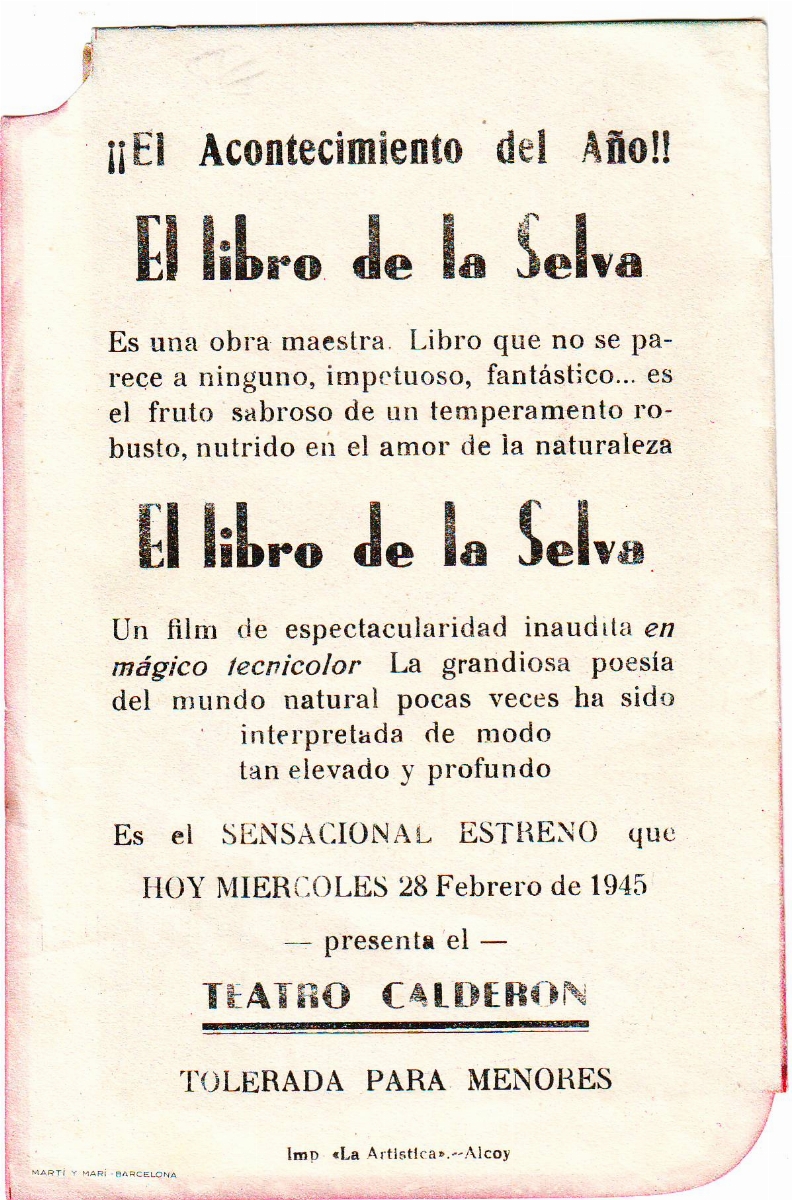 ¡¡El Acontecimiento del Año!!
El libro de la Selva
Es una obra maestra. Libro que no se pa-
rece a ninguno, impetuoso, fantástico... es
el fruto sabroso de un temperamento ro-
busto, nutrido en el amor de la naturaleza
El libro de la Selva
Un film de espectacularidad inaudita en
mágico tecnicolor La grandiosa poesía
del mundo natural pocas veces ha sido
interpretada de modo
tan elevado y profundo
Es el SENSACIONAL ESTRENO que
HOY MIERCOLES 28 Febrero de 1945
— presenta el —
TEATRO CALDERON
TOLERADA PARA MENORES
Imp «La Artistica».--Alcoy
MARTÍ Y MARÍ - BARCELONA